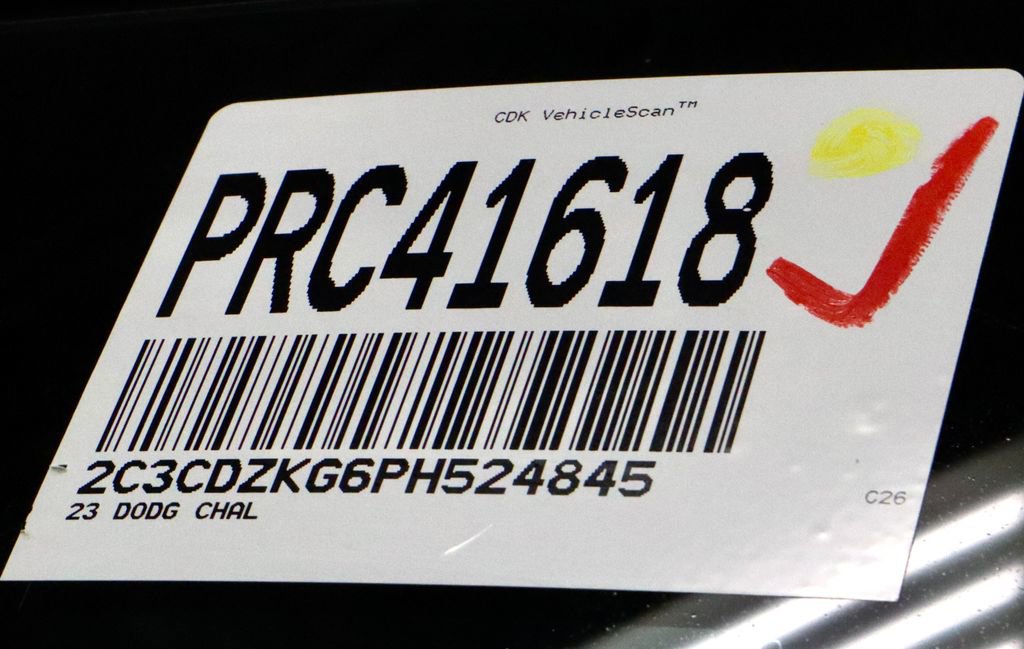 CDK VehicleScan™
PRC41618
2C3CDZKG6PH524845
23 DODG CHAL
C26